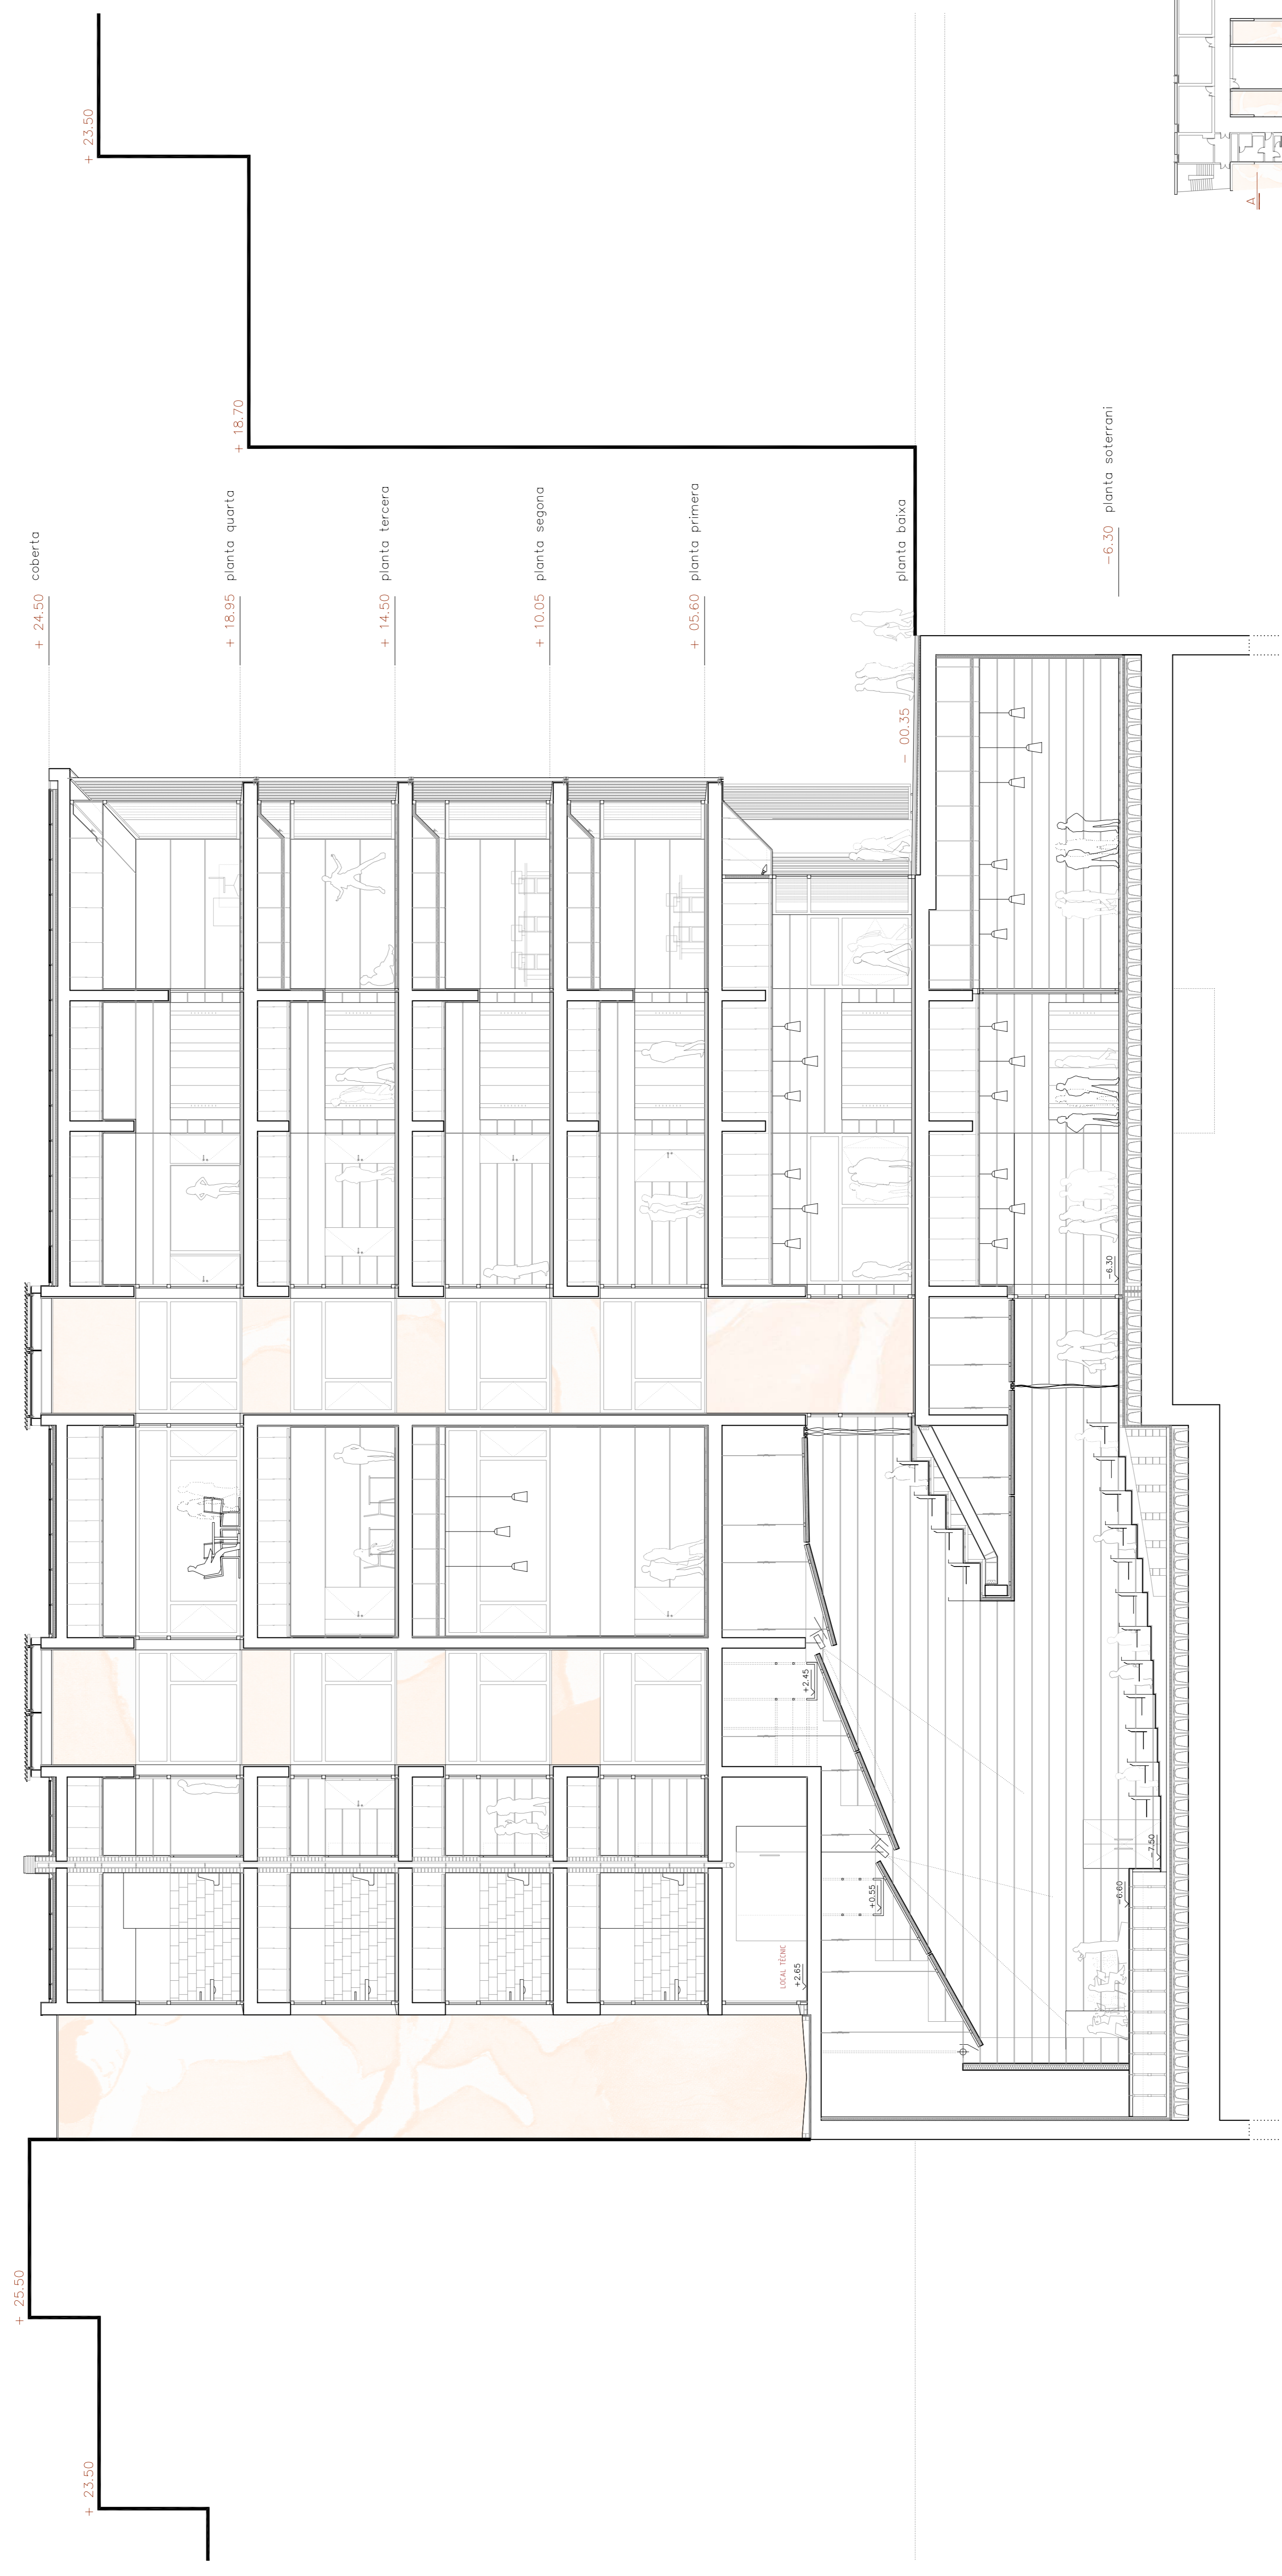 + 23.50
+ 18.70
+ 24.50 coberta
+ 18.95 planta quarta
+ 14.50 planta tercera
+ 10.05 planta segona
+ 05.60 planta primera
− 00.35 planta baixa
−6.30 planta soterrani
A
−6.30
+2.45
+0.55
−7.50
−6.60
LOCAL TÈCNIC
+2.65
+ 25.50
+ 23.50